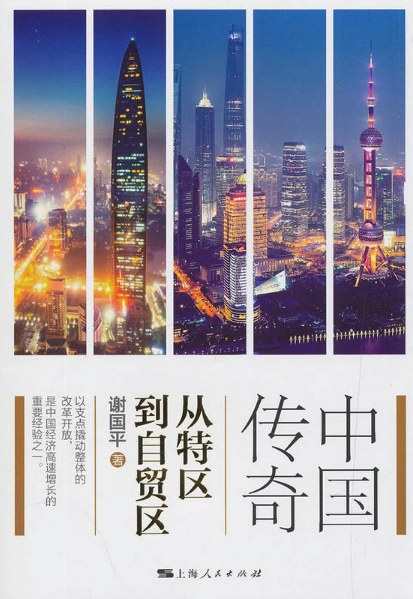 中国
传奇
从特区
到自贸区
谢国平 著
以支点撬动整体的
改革开放，
是中国经济高速增长的
重要经验之一。
上海人民出版社